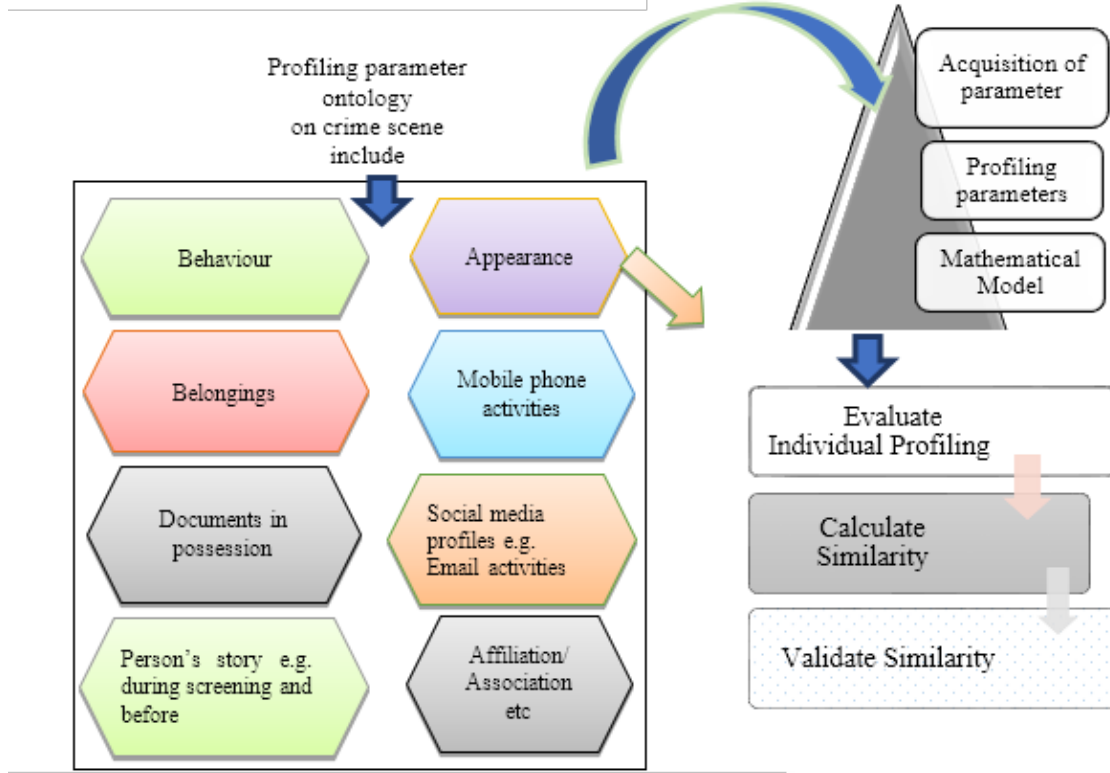 Profiling parameter
ontology
on crime scene
include
Behaviour
Appearance
Belongings
Mobile phone
activities
Documents in
possession
Social media
profiles e.g.
Email activities
Person's story e.g.
during screening and
before
Affiliation/
Association
etc
Acquisition of
parameter
Profiling
parameters
Mathematical
Model
Evaluate
Individual Profiling
Calculate
Similarity
Validate Similarity